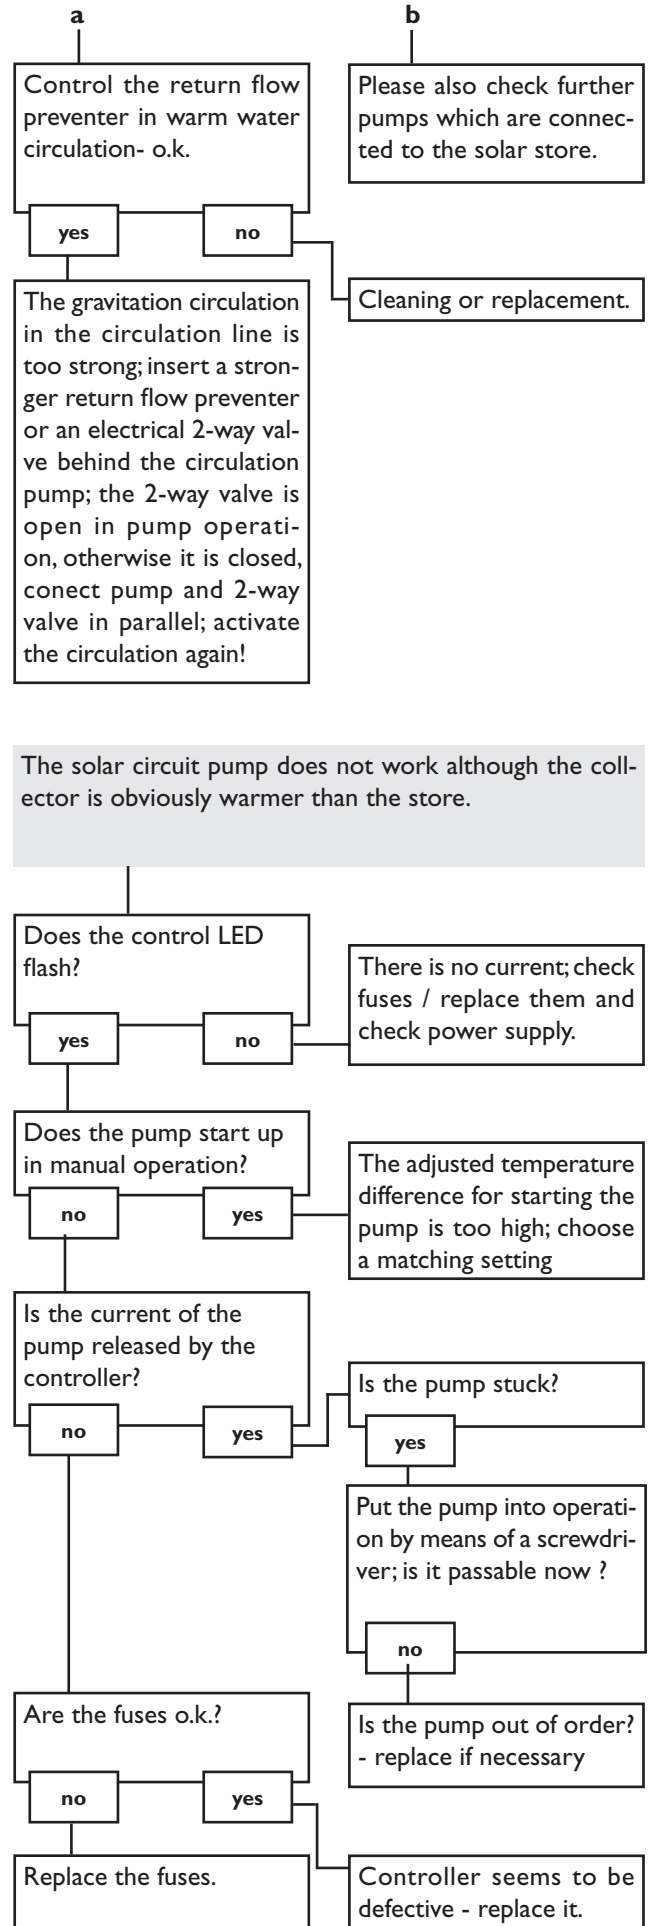 a
b
Control the return flow
preventer in warm water
circulation- o.k.
Please also check further
pumps which are connec-
ted to the solar store.
yes
no
Cleaning or replacement.
The gravitation circulation
in the circulation line is
too strong; insert a stron-
ger return flow preventer
or an electrical 2-way val-
ve behind the circulation
pump; the 2-way valve is
open in pump operati-
on, otherwise it is closed,
conect pump and 2-way
valve in parallel; activate
the circulation again!
The solar circuit pump does not work although the coll-
ector is obviously warmer than the store.
Does the control LED
flash?
yes
no
There is no current; check
fuses / replace them and
check power supply.
Does the pump start up
in manual operation?
no
yes
The adjusted temperature
difference for starting the
pump is too high; choose
a matching setting
Is the current of the
pump released by the
controller?
no
yes
Is the pump stuck?
yes
Put the pump into operati-
on by means of a screwdri-
ver; is it passable now ?
no
Is the pump out of order?
- replace if necessary
Are the fuses o.k.?
no
yes
Replace the fuses.
Controller seems to be
defective - replace it.